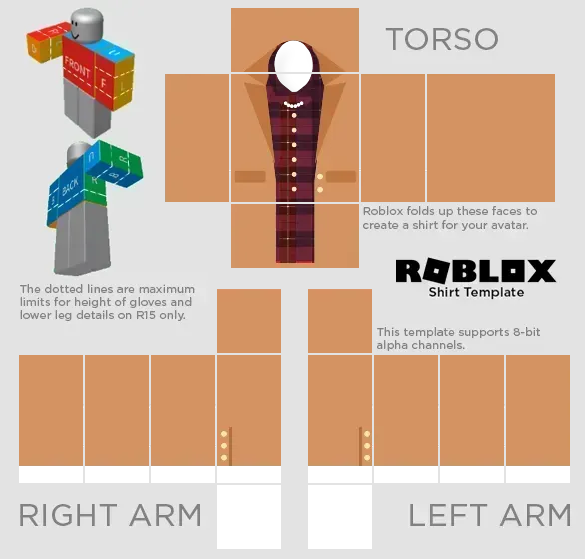 TORSO
FRONT
F
L
U
BACK
R
B
Roblox folds up these faces to
create a shirt for your avatar.
ROBLOX
Shirt Template
The dotted lines are maximum
limits for height of gloves and
lower leg details on R15 only.
This template supports 8-bit
alpha channels.
RIGHT ARM
LEFT ARM